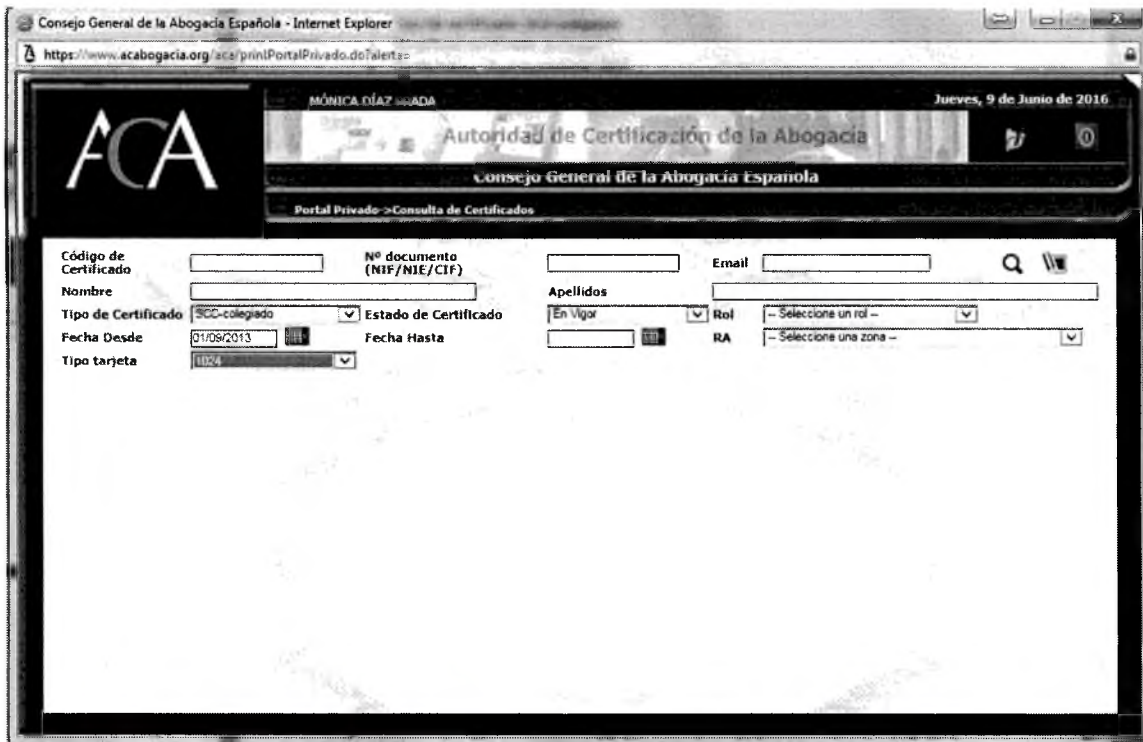 Consejo General de la Abogacía Española - Internet Explorer
https://www.acabogacia.org/aca/printPortalPrivado.do?alerta=
ACA
MÓNICA DÍAZ
Jueves, 9 de Junio de 2016
Autoridad de Certificación de la Abogacía
0
Consejo General de la Abogacía Española
Portal Privado->Consulta de Certificados
Código de Certificado Nº documento (NIF/NIE/CIF) Email
Nombre Apellidos
Tipo de Certificado SCC-colegiado Estado de Certificado En Vigor Rol -- Seleccione un rol --
Fecha Desde 01/09/2013 Fecha Hasta RA -- Seleccione una zona --
Tipo tarjeta 1024